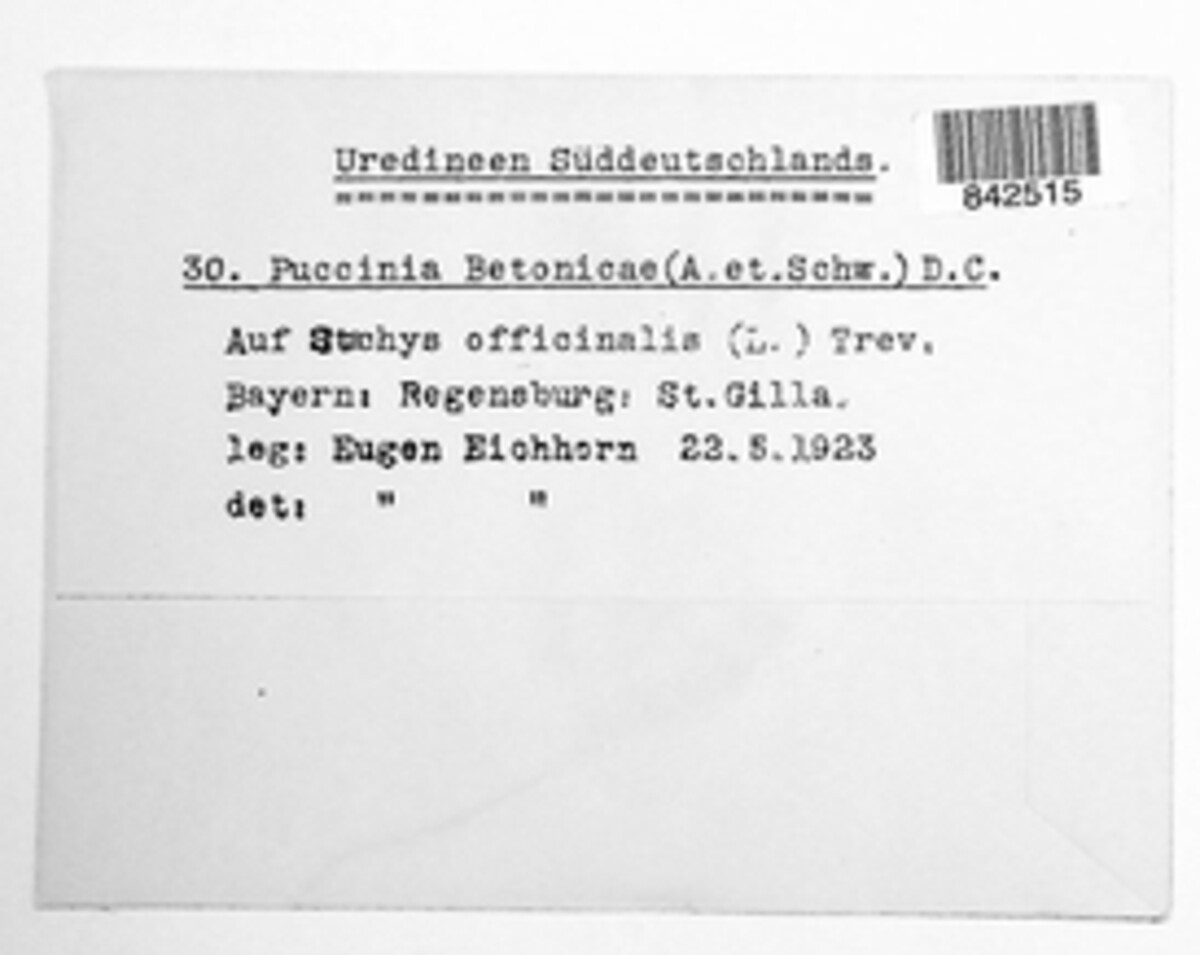 Uredineen Süddeutschlands.
842515
30. Puccinia Betonicae(A.et.Schw.) D.C.
Auf Stachys officinalis (L.) Trev.
Bayern: Regensburg: St.Gilla.
leg: Eugen Eichhorn 22.5.1923
det: " "